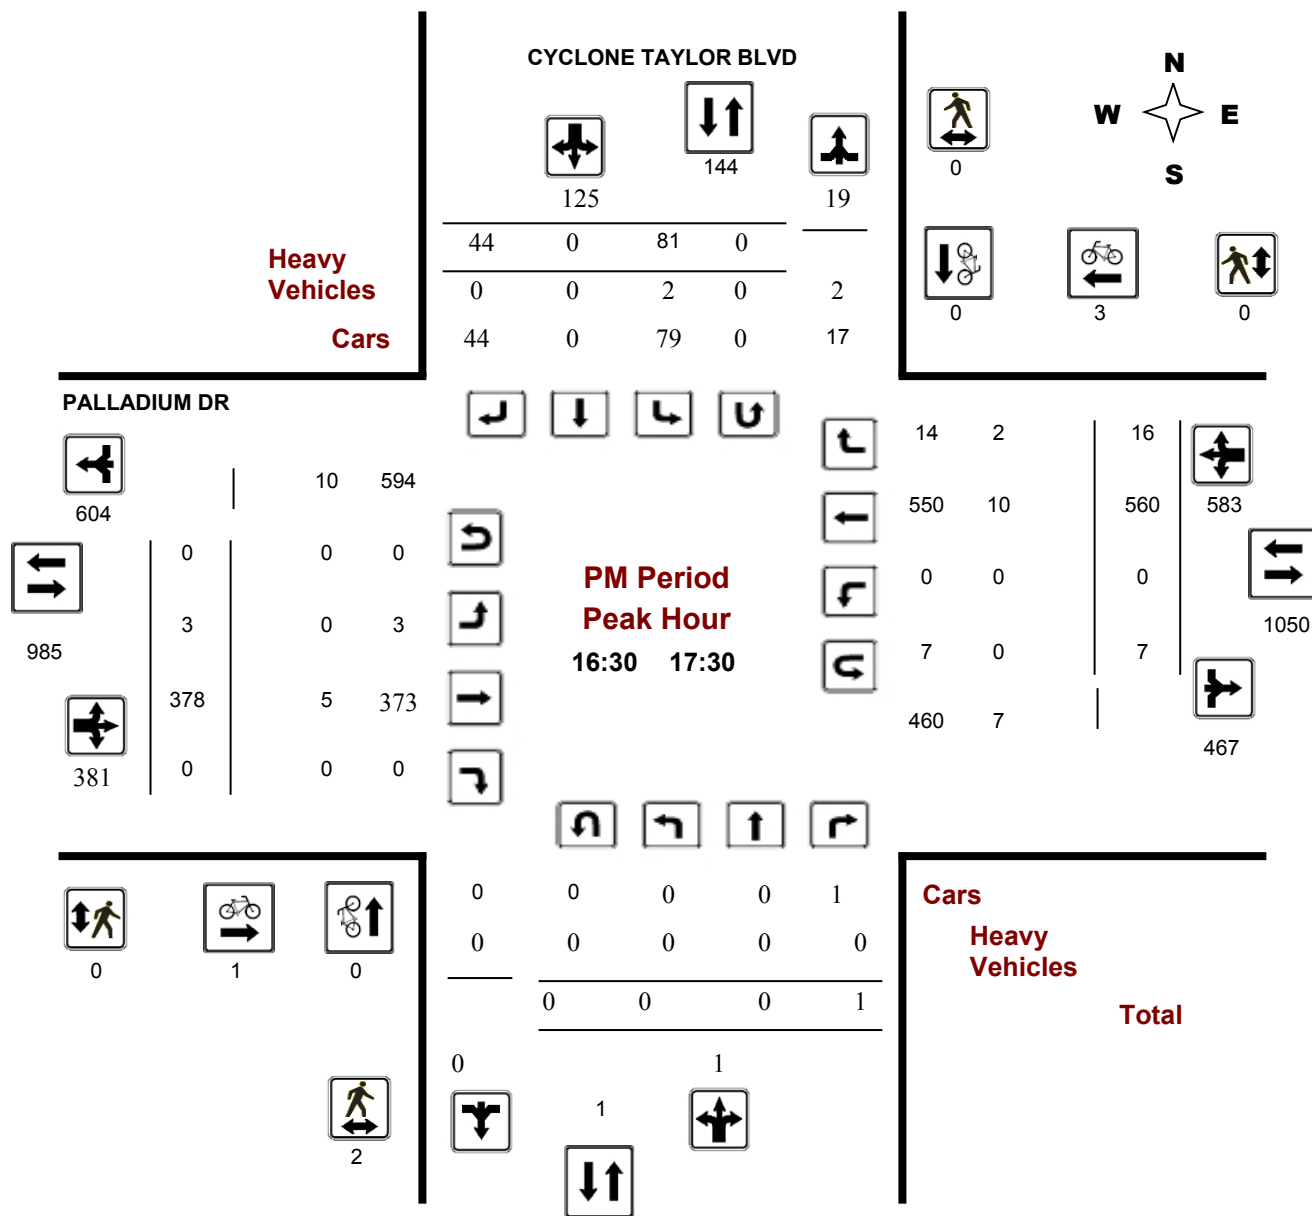 CYCLONE TAYLOR BLVD
N
W E
S
144
0
125
19
44 0 81 0
Heavy
Vehicles
0 0 2 0 2
Cars
44 0 79 0 17
0 3 0
PALLADIUM DR
14 2 16
10 594
604
550 10 560 583
0 0 0
PM Period
0 0 0
Peak Hour
3 0 3
1050
985
16:30 17:30
7 0 7
378 5 373
460 7
467
381
0 0 0
0 0 0 0 1
Cars
0 0 0 0 0
Heavy
Vehicles
0 1 0
0 0 0 1
Total
0 1
1
2